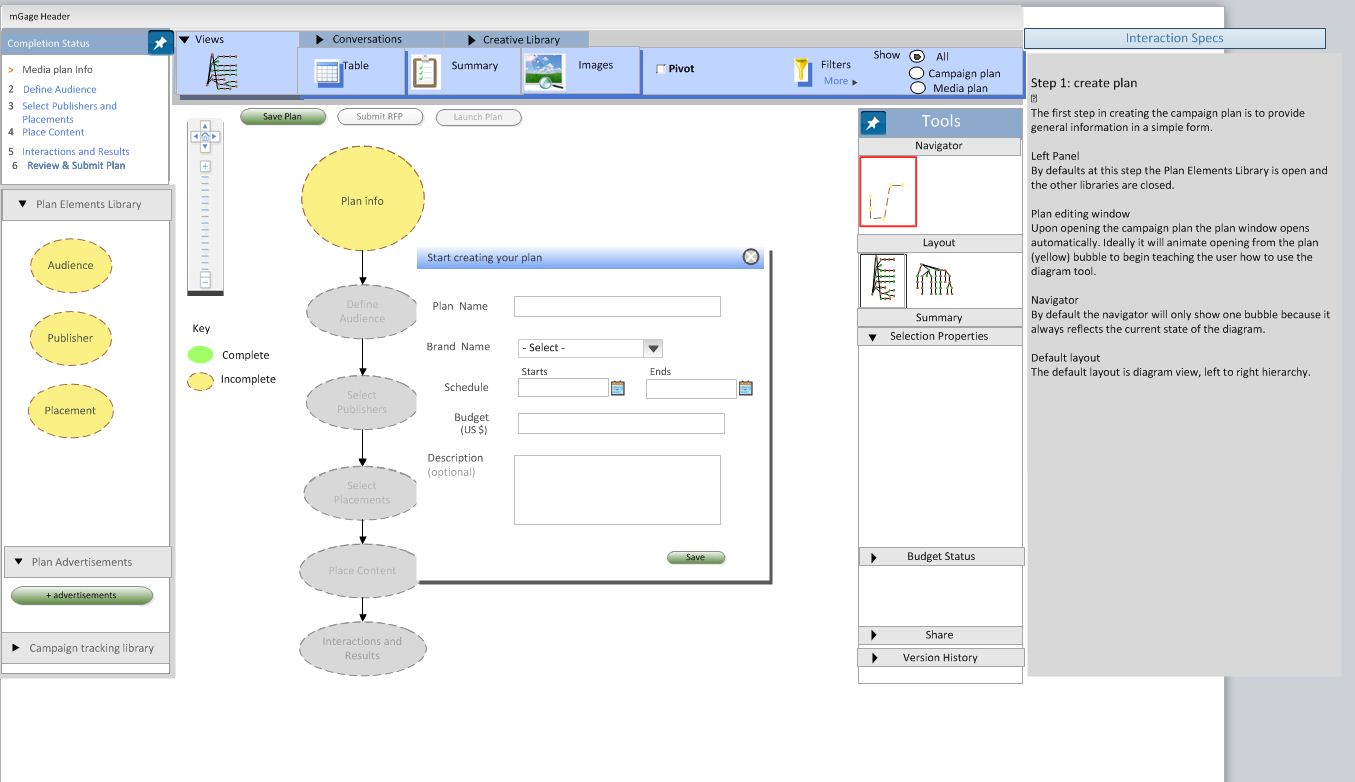 mGage Header
Completion Status
> Media plan Info
2 Define Audience
3 Select Publishers and
Placements
4 Place Content
5 Interactions and Results
6 Review & Submit Plan
Plan Elements Library
Audience
Publisher
Placement
Plan Advertisements
+ advertisements
Campaign tracking library
Views
Conversations
Creative Library
Table
Summary
Images
Pivot
Filters
More
Show
All
Campaign plan
Media plan
Save Plan
Submit RFP
Launch Plan
Key
Complete
Incomplete
Plan info
Define
Audience
Select
Publishers
Select
Placements
Place Content
Interactions and
Results
Start creating your plan
Plan Name
Brand Name
- Select -
Schedule
Starts
Ends
Budget
(US $)
Description
(optional)
Save
Tools
Navigator
Layout
Summary
Selection Properties
Budget Status
Share
Version History
Interaction Specs
Step 1: create plan
The first step in creating the campaign plan is to provide
general information in a simple form.
Left Panel
By defaults at this step the Plan Elements Library is open and
the other libraries are closed.
Plan editing window
Upon opening the campaign plan the plan window opens
automatically. Ideally it will animate opening from the plan
(yellow) bubble to begin teaching the user how to use the
diagram tool.
Navigator
By default the navigator will only show one bubble because it
always reflects the current state of the diagram.
Default layout
The default layout is diagram view, left to right hierarchy.